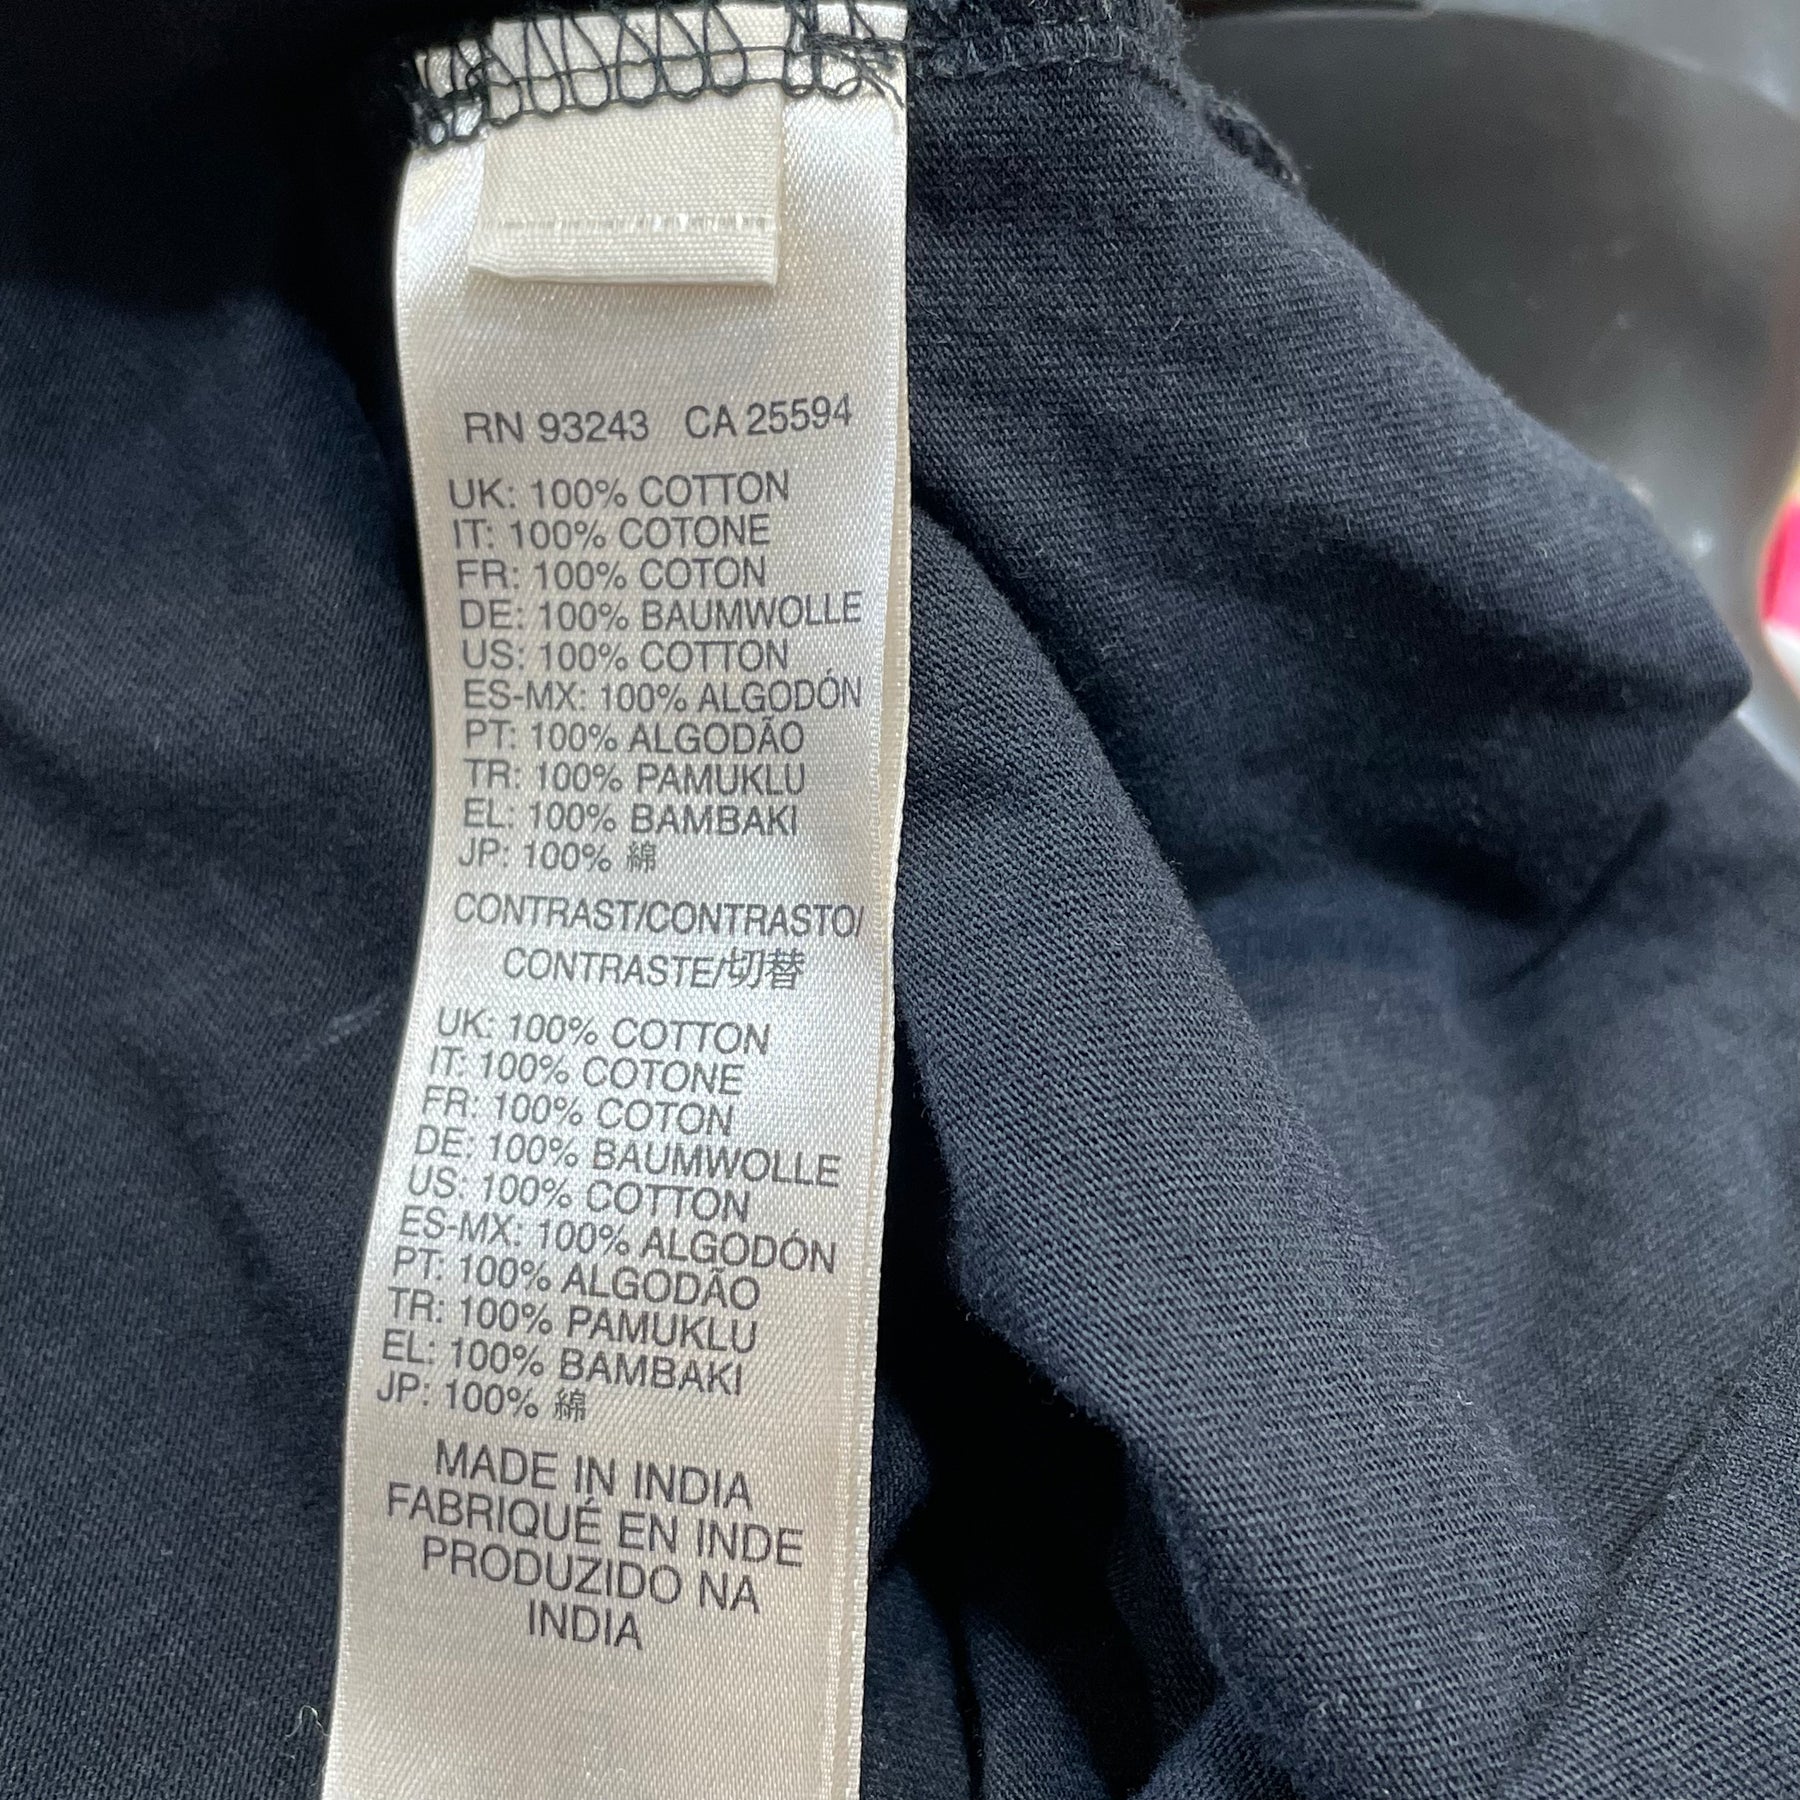 RN 93243 CA 25594
UK: 100% COTTON
IT: 100% COTONE
FR: 100% COTON
DE: 100% BAUMWOLLE
US: 100% COTTON
ES-MX: 100% ALGODÓN
PT: 100% ALGODÃO
TR: 100% PAMUKLU
EL: 100% BAMBAKI
JP: 100% 綿
CONTRAST/CONTRASTO/
CONTRASTE/切替
UK: 100% COTTON
IT: 100% COTONE
FR: 100% COTON
DE: 100% BAUMWOLLE
US: 100% COTTON
ES-MX: 100% ALGODÓN
PT: 100% ALGODÃO
TR: 100% PAMUKLU
EL: 100% BAMBAKI
JP: 100% 綿
MADE IN INDIA
FABRIQUÉ EN INDE
PRODUZIDO NA
INDIA